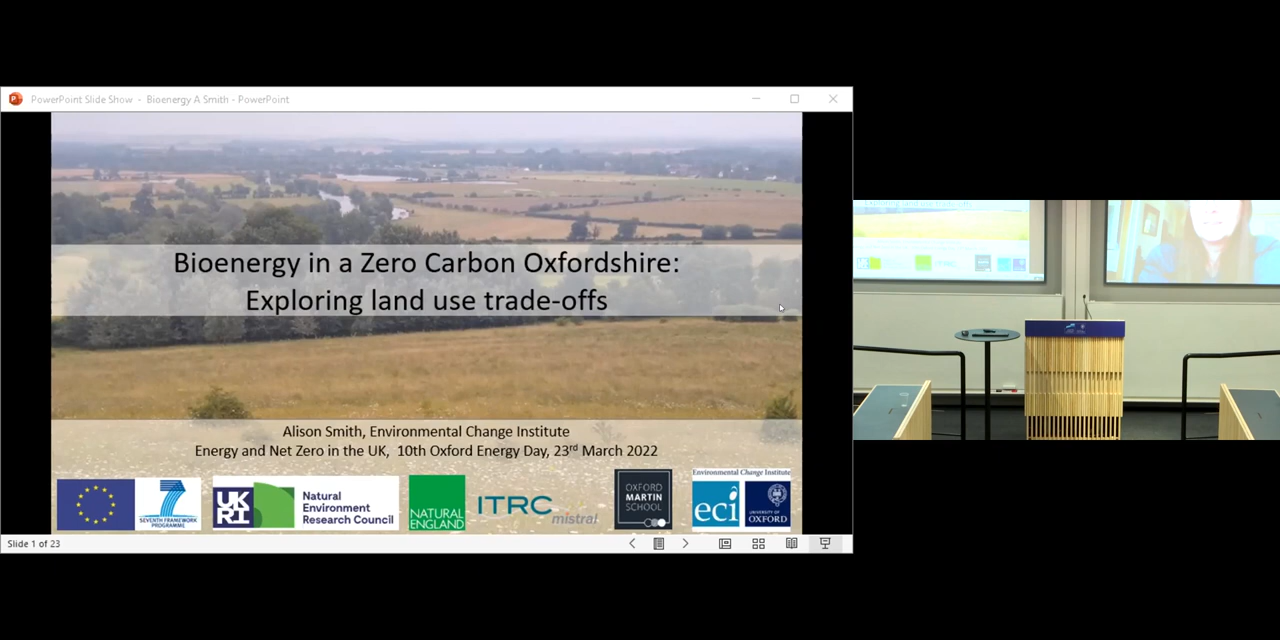 PowerPoint Slide Show - Bioenergy A Smith - PowerPoint
Bioenergy in a Zero Carbon Oxfordshire:
Exploring land use trade-offs
Alison Smith, Environmental Change Institute
Energy and Net Zero in the UK, 10th Oxford Energy Day, 23rd March 2022
SEVENTH FRAMEWORK
PROGRAMME
UK
RI
Natural
Environment
Research Council
NATURAL
ENGLAND
ITRC
mistral
OXFORD
MARTIN
SCHOOL
Environmental Change Institute
eci
UNIVERSITY OF
OXFORD
Slide 1 of 23